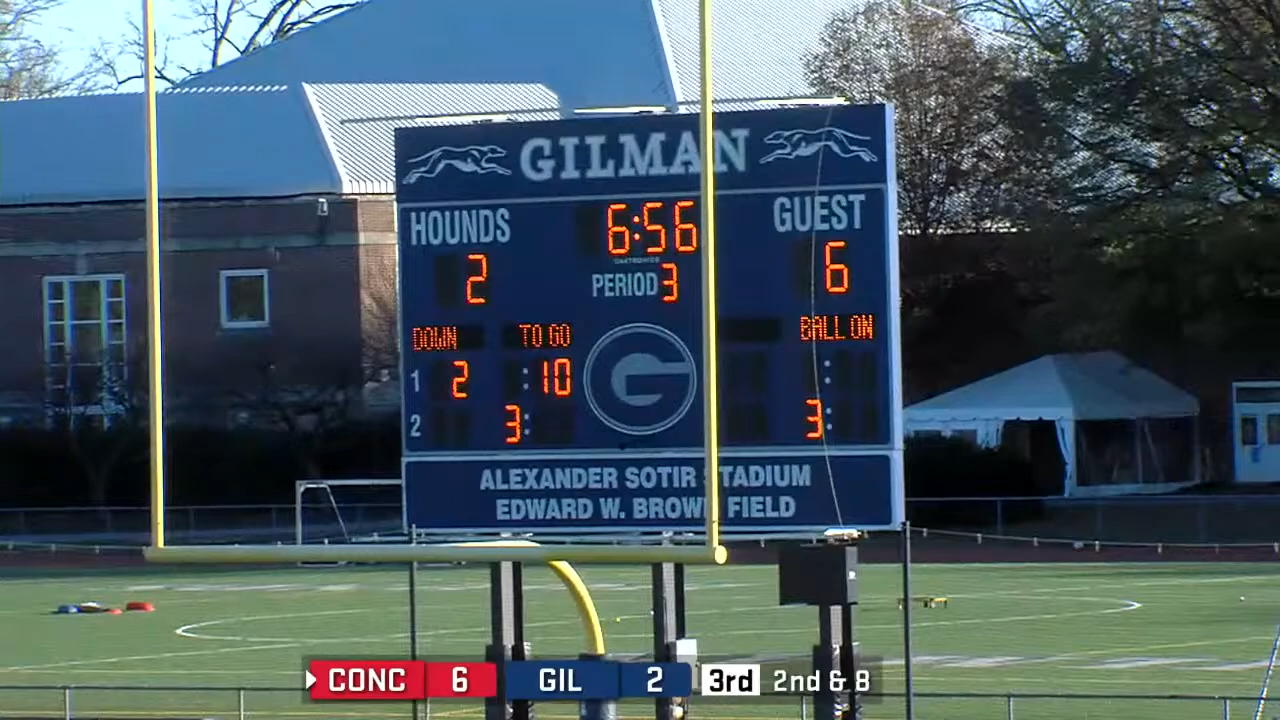 GILMAN
HOUNDS 6:56 GUEST
DAKTRONICS
2 PERIOD 3 6
DOWN TO GO BALL ON
1 2 :10 :
2 3: 3:
G
ALEXANDER SOTIR STADIUM
EDWARD W. BROWN FIELD
CONC 6 GIL 2 3rd 2nd & 8